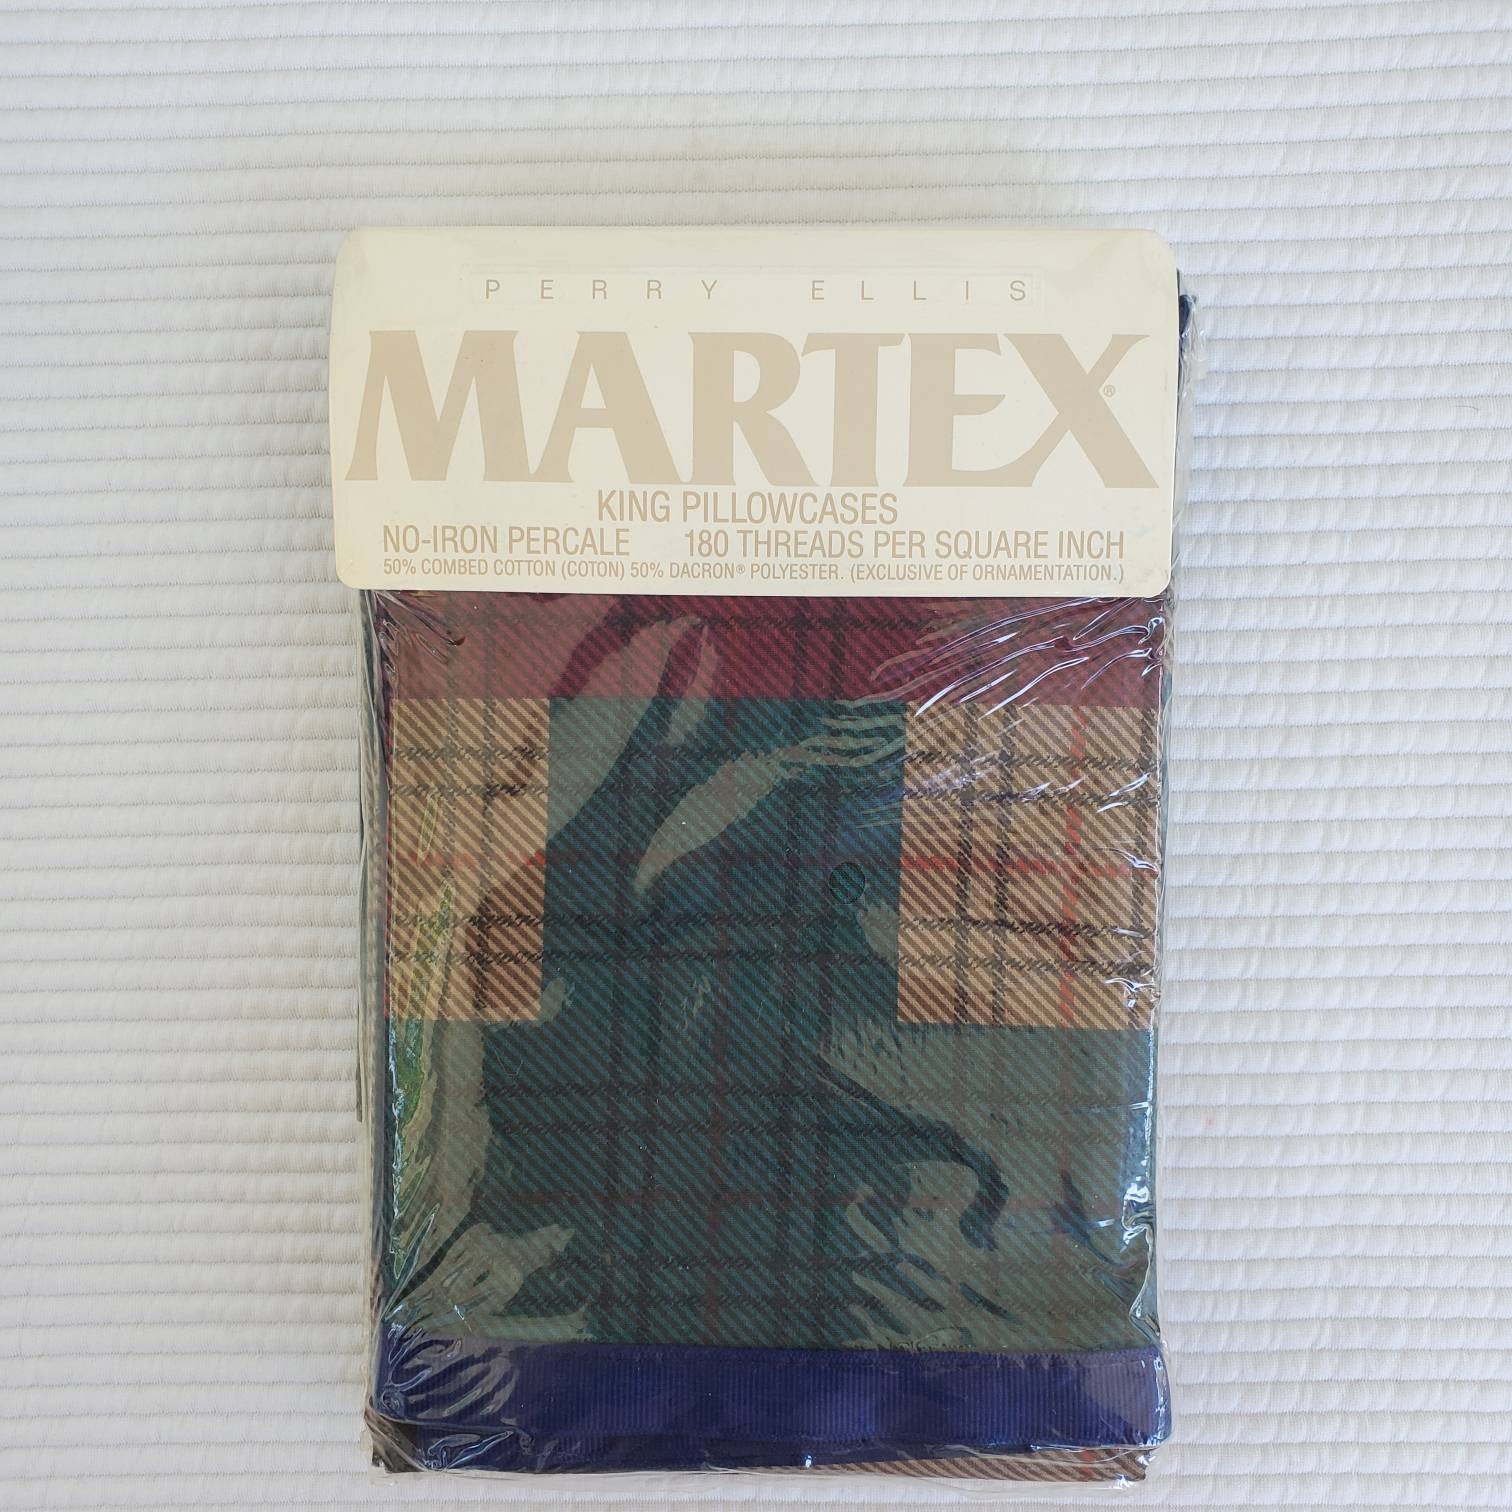 PERRY ELLIS
MARTEX®
KING PILLOWCASES
NO-IRON PERCALE 180 THREADS PER SQUARE INCH
50% COMBED COTTON (COTON) 50% DACRON® POLYESTER. (EXCLUSIVE OF ORNAMENTATION.)